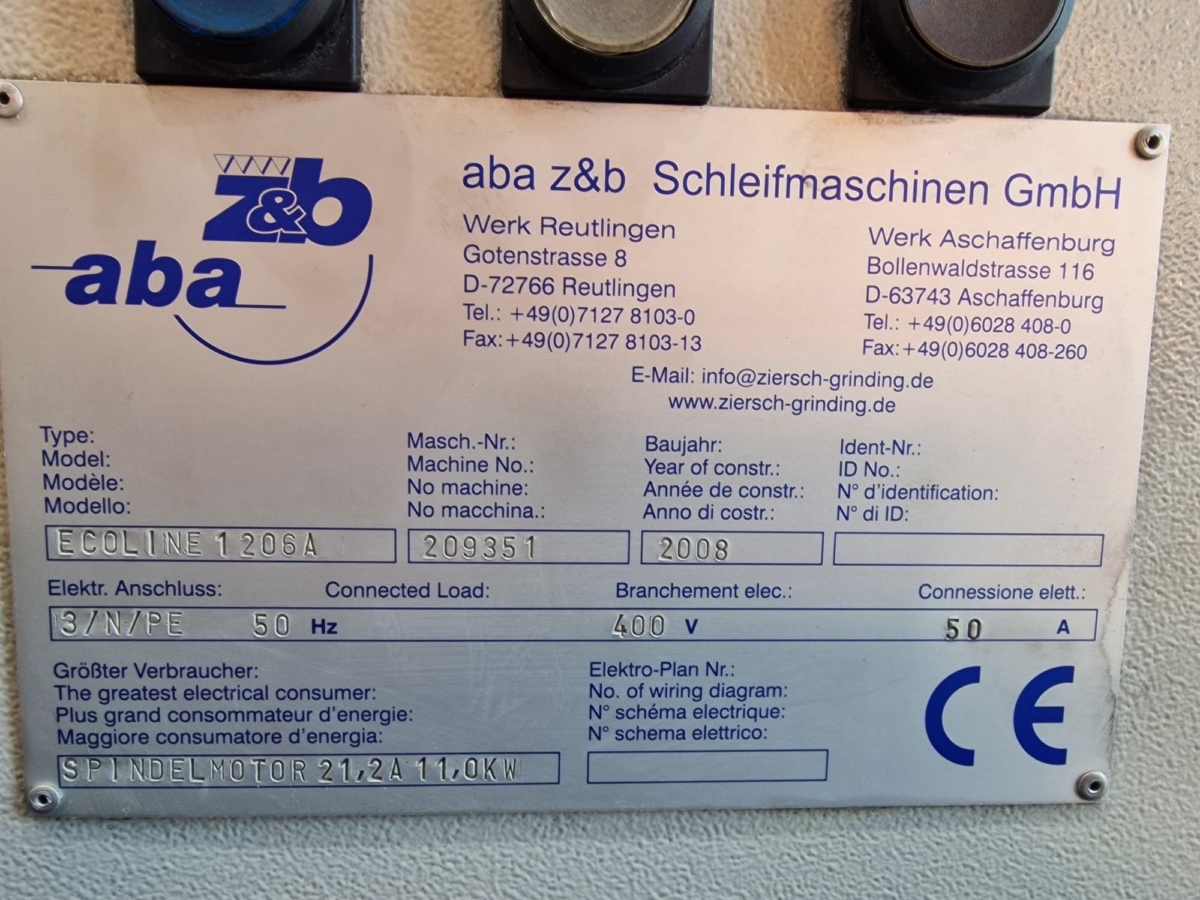 z&b
aba
aba z&b Schleifmaschinen GmbH
Werk Reutlingen
Gotenstrasse 8
D-72766 Reutlingen
Tel.: +49(0)7127 8103-0
Fax:+49(0)7127 8103-13
Werk Aschaffenburg
Bollenwaldstrasse 116
D-63743 Aschaffenburg
Tel.: +49(0)6028 408-0
Fax:+49(0)6028 408-260
E-Mail: info@ziersch-grinding.de
www.ziersch-grinding.de
Type:
Model:
Modèle:
Modello:
ECOLINE 1206A
Masch.-Nr.:
Machine No.:
No machine:
No macchina.:
209351
Baujahr:
Year of constr.:
Année de constr.:
Anno di costr.:
2008
Ident-Nr.:
ID No.:
N° d'identification:
N° di ID:
Elektr. Anschluss: Connected Load: Branchement elec.: Connessione elett.:
3/N/PE 50 Hz 400 V 50 A
Größter Verbraucher:
The greatest electrical consumer:
Plus grand consommateur d'energie:
Maggiore consumatore d'energia:
SPINDELMOTOR 21,2A 11,0KW
Elektro-Plan Nr.:
No. of wiring diagram:
N° schéma electrique:
N° schema elettrico:
CE